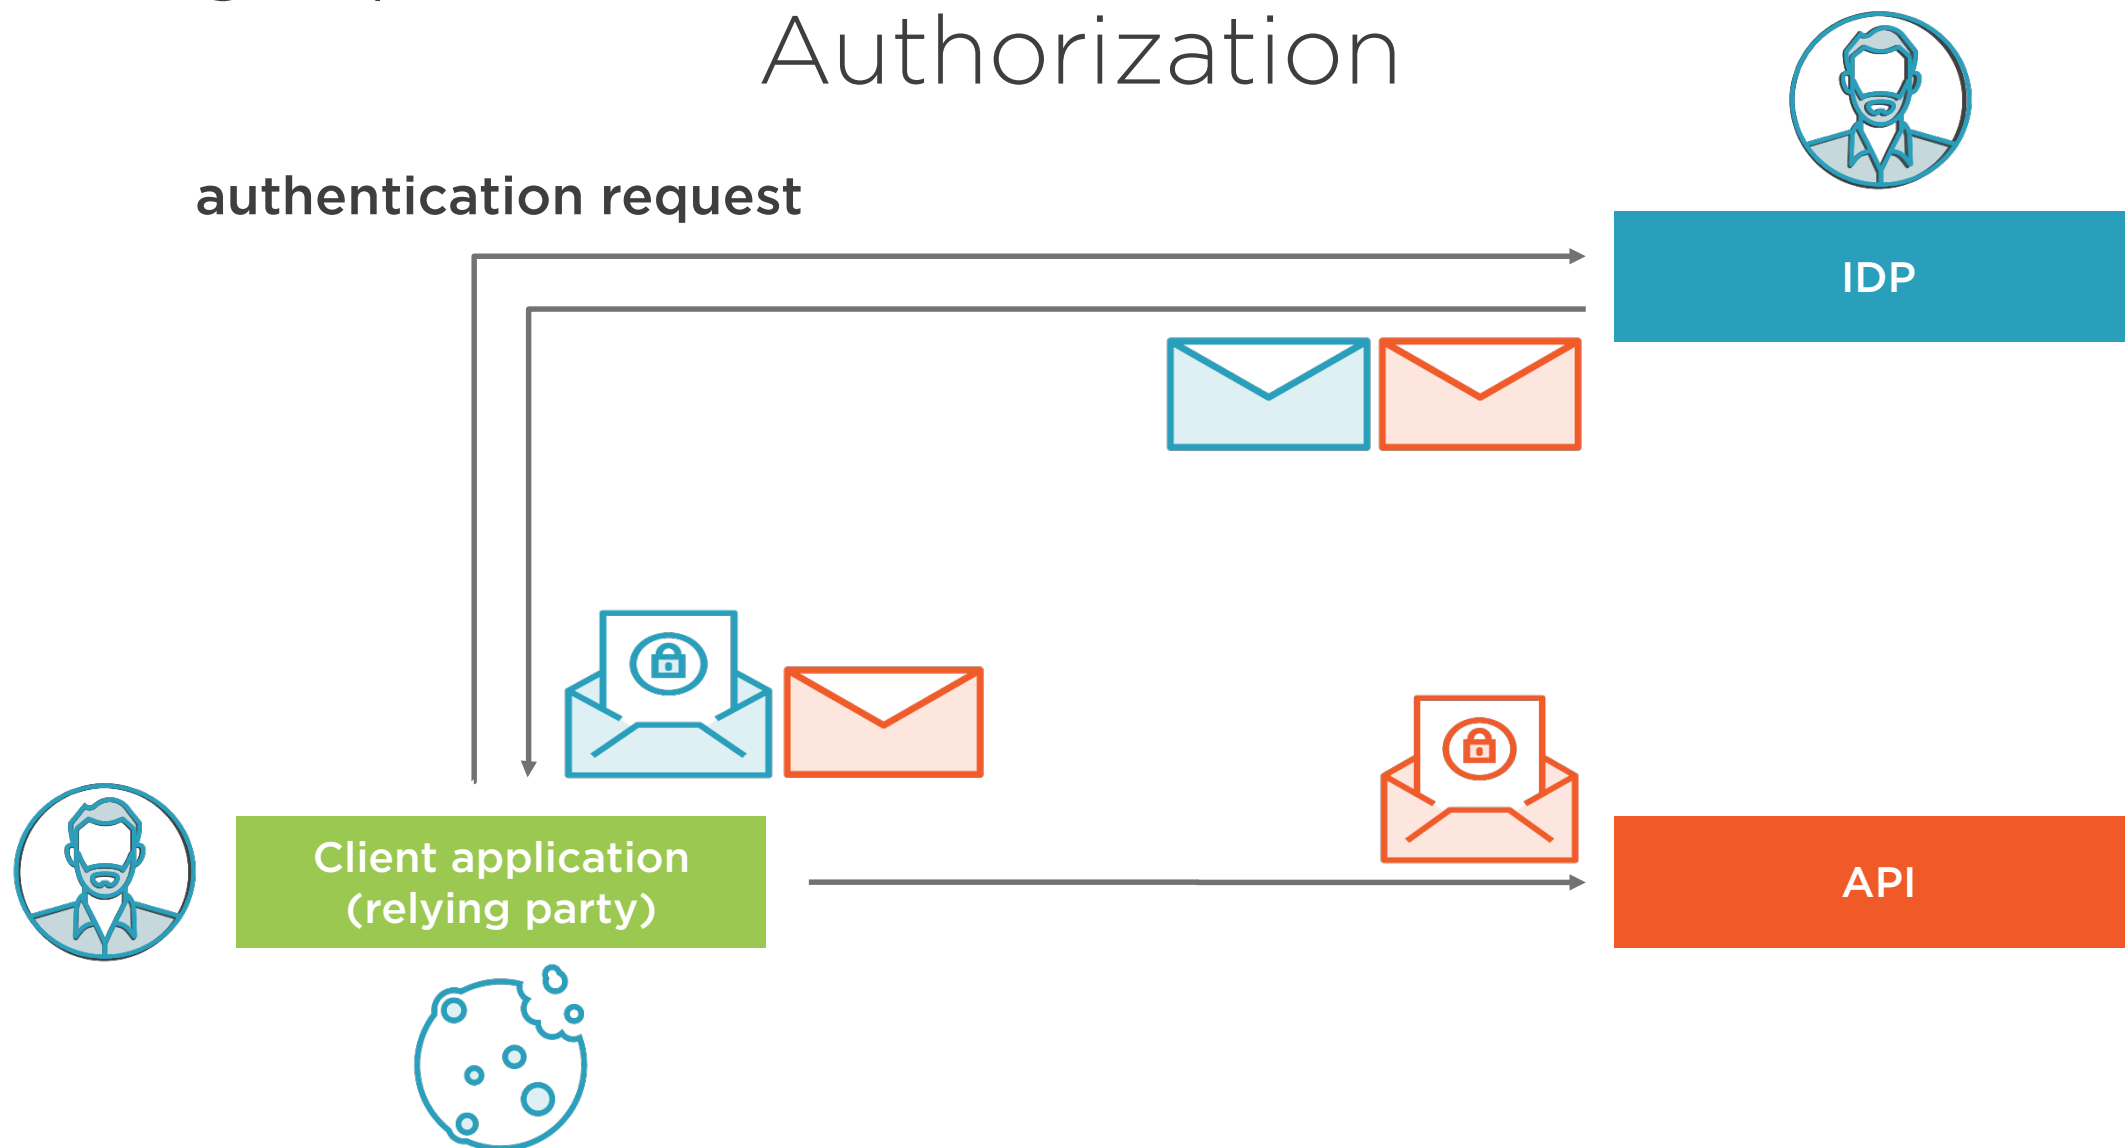 Authorization
authentication request
IDP
Client application
(relying party)
API